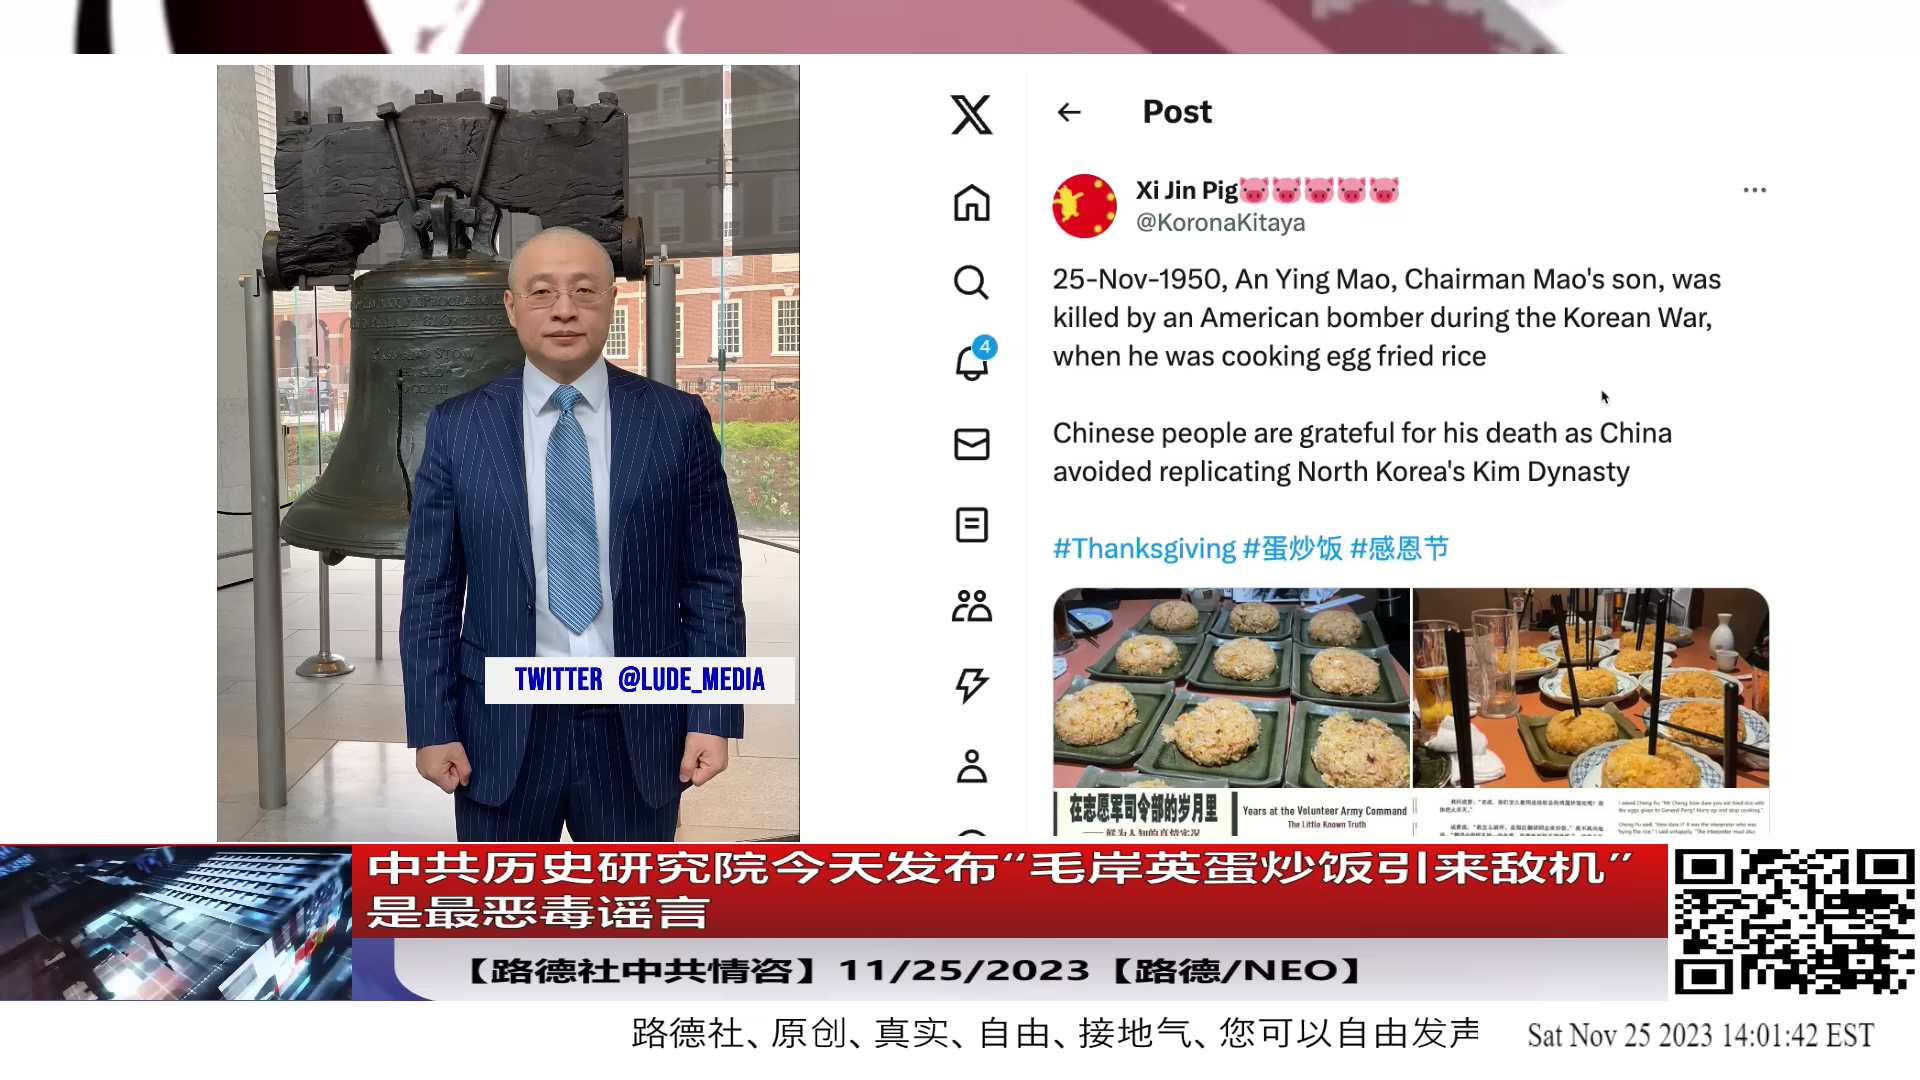 Post
Xi Jin Pig🐷🐷🐷🐷🐷
@KoronaKitaya
4
25-Nov-1950, An Ying Mao, Chairman Mao's son, was
killed by an American bomber during the Korean War,
when he was cooking egg fried rice
Chinese people are grateful for his death as China
avoided replicating North Korea's Kim Dynasty
#Thanksgiving #蛋炒饭 #感恩节
在志愿军司令部的岁月里
Years at the Volunteer Army Command
The Little Known Truth
PASS AND STOW
TWITTER @LUDE_MEDIA
中共历史研究院今天发布“毛岸英蛋炒饭引来敌机”
是最恶毒谣言
【路德社中共情咨】11/25/2023【路德/NEO】
路德社、原创、真实、自由、接地气、您可以自由发声
Sat Nov 25 2023 14:01:42 EST